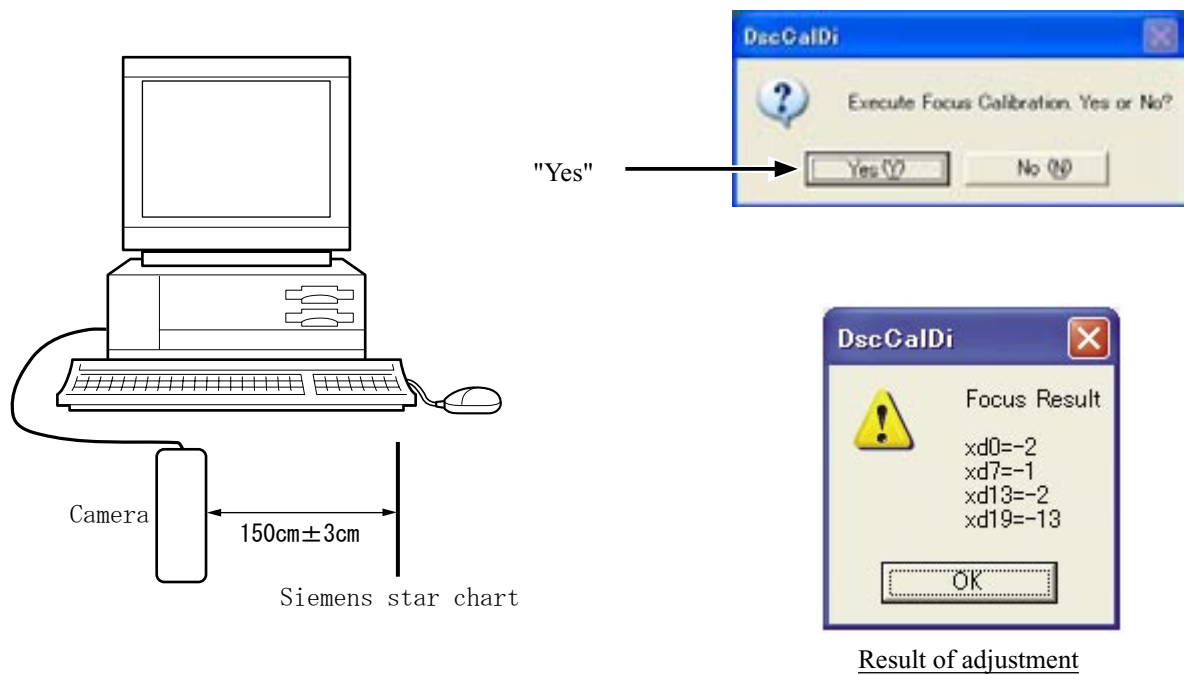 DscCalDi
Execute Focus Calibration. Yes or No?
"Yes"
Yes(Y)
No (N)
Camera
150cm±3cm
Siemens star chart
DscCalDi
Focus Result
xd0=-2
xd7=-1
xd13=-2
xd19=-13
OK
Result of adjustment